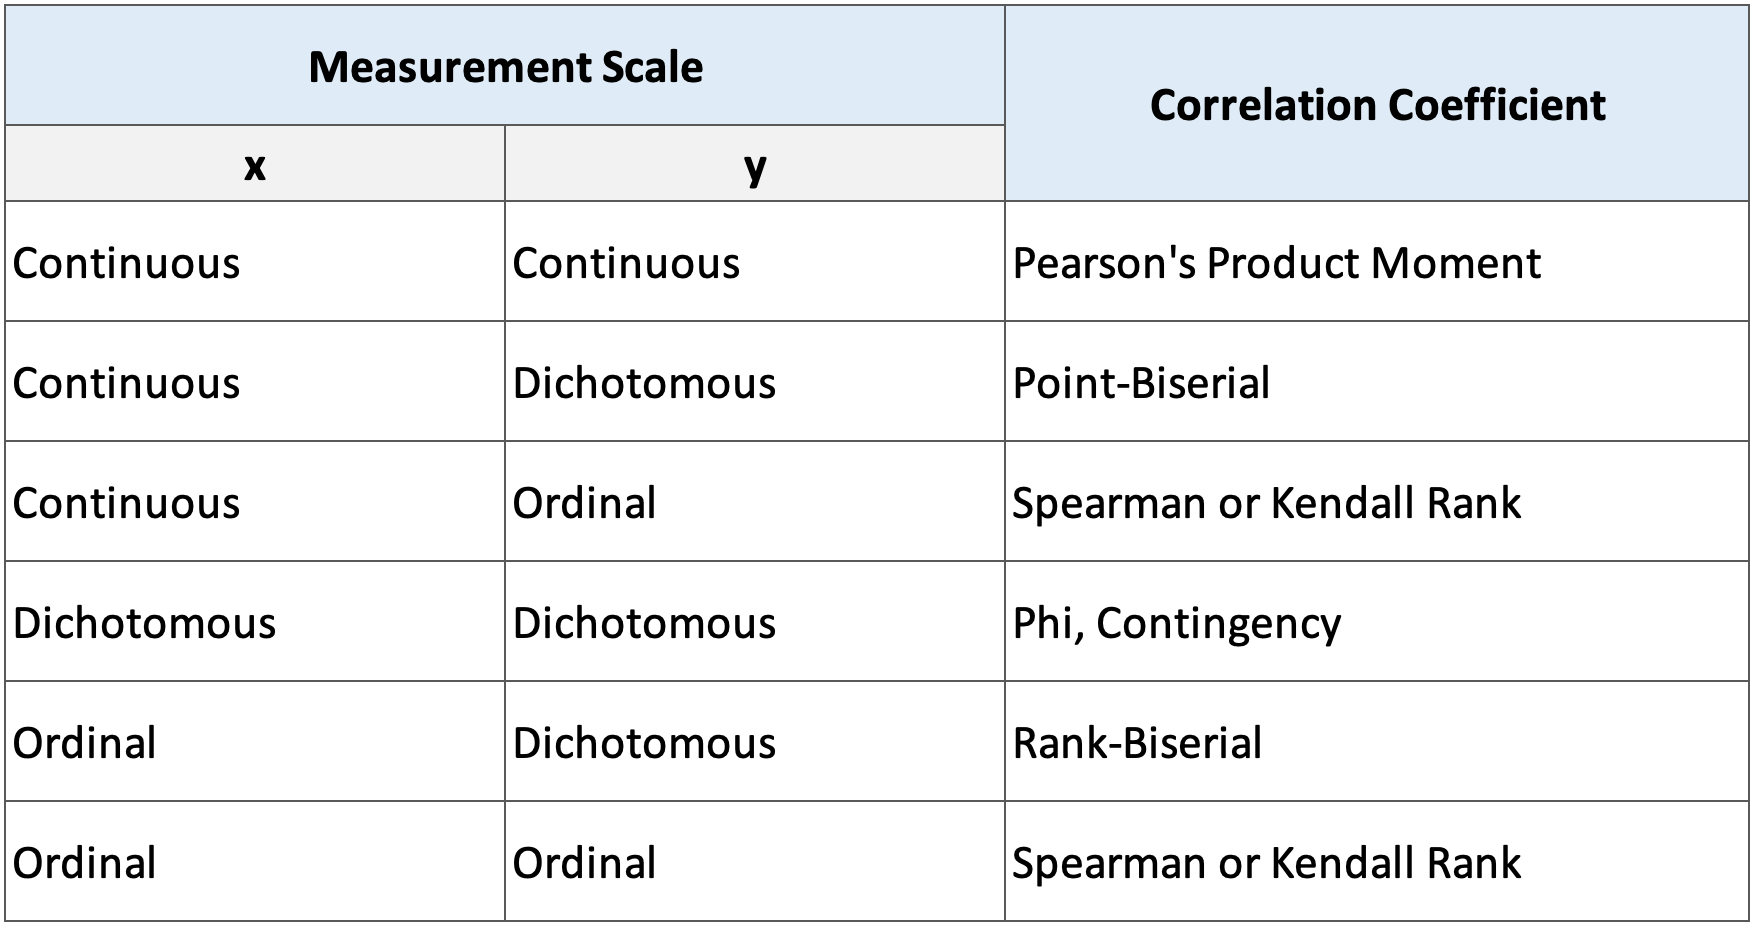 Measurement Scale
Correlation Coefficient
x
y
Continuous
Continuous
Pearson's Product Moment
Continuous
Dichotomous
Point-Biserial
Continuous
Ordinal
Spearman or Kendall Rank
Dichotomous
Dichotomous
Phi, Contingency
Ordinal
Dichotomous
Rank-Biserial
Ordinal
Ordinal
Spearman or Kendall Rank